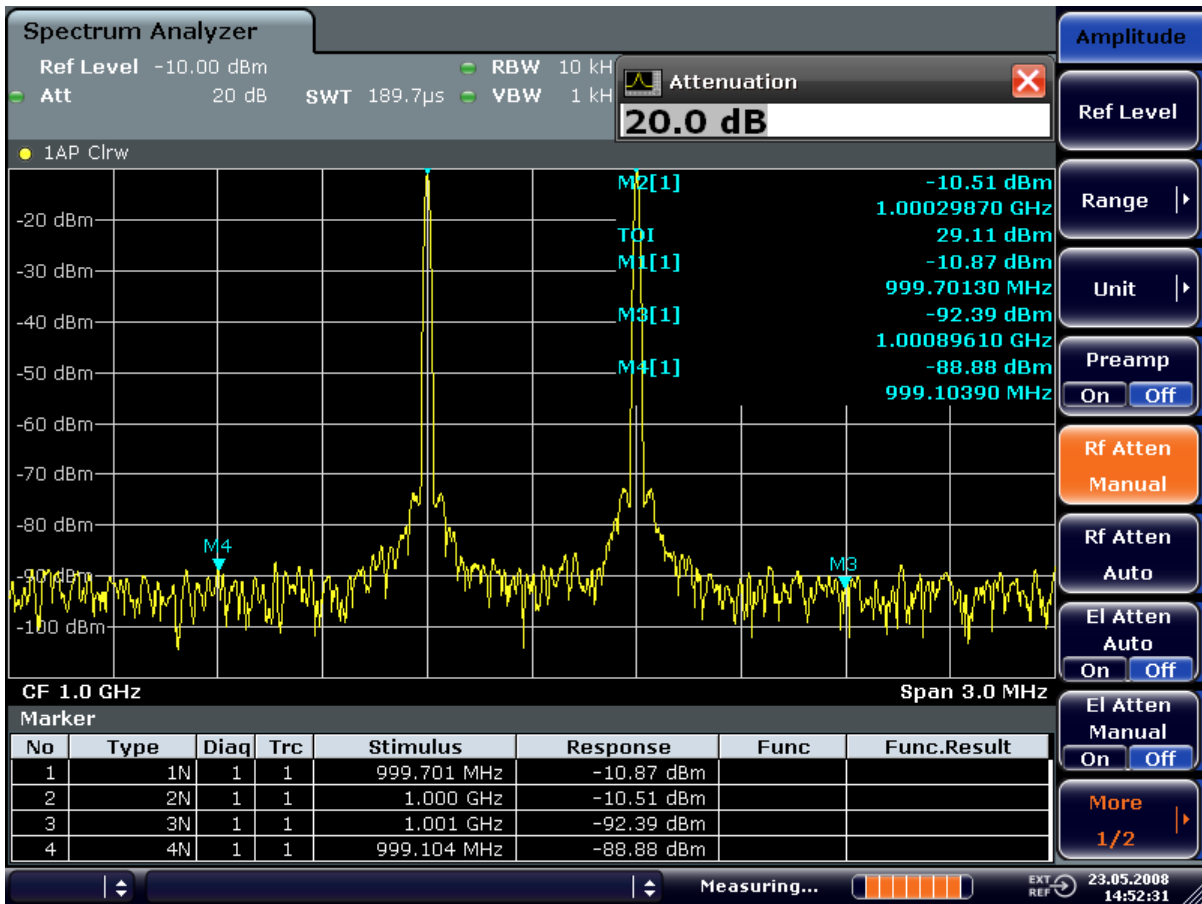 Spectrum Analyzer
Ref Level -10.00 dBm RBW 10 kH
Att 20 dB SWT 189.7µs VBW 1 kH
Attenuation
20.0 dB
1AP Clrw
M2[1] -10.51 dBm
1.00029870 GHz
TOI 29.11 dBm
M1[1] -10.87 dBm
999.70130 MHz
M3[1] -92.39 dBm
1.00089610 GHz
M4[1] -88.88 dBm
999.10390 MHz
-20 dBm
-30 dBm
-40 dBm
-50 dBm
-60 dBm
-70 dBm
-80 dBm
-90 dBm
-100 dBm
M4
M3
CF 1.0 GHz Span 3.0 MHz
Marker
No Type Diaq Trc Stimulus Response Func Func.Result
1 1N 1 1 999.701 MHz -10.87 dBm
2 2N 1 1 1.000 GHz -10.51 dBm
3 3N 1 1 1.001 GHz -92.39 dBm
4 4N 1 1 999.104 MHz -88.88 dBm
Measuring...
EXT
REF
23.05.2008
14:52:31
Amplitude
Ref Level
Range
Unit
Preamp
On Off
Rf Atten
Manual
Rf Atten
Auto
El Atten
Auto
On Off
El Atten
Manual
On Off
More
1/2